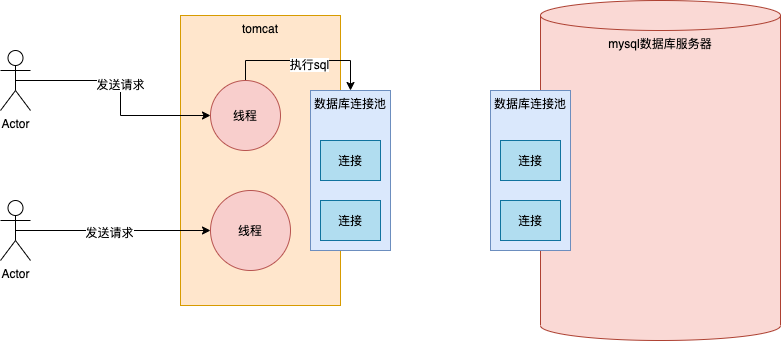 tomcat
mysql数据库服务器
执行sql
发送请求
线程
数据库连接池
数据库连接池
Actor
连接
连接
连接
连接
发送请求
线程
Actor